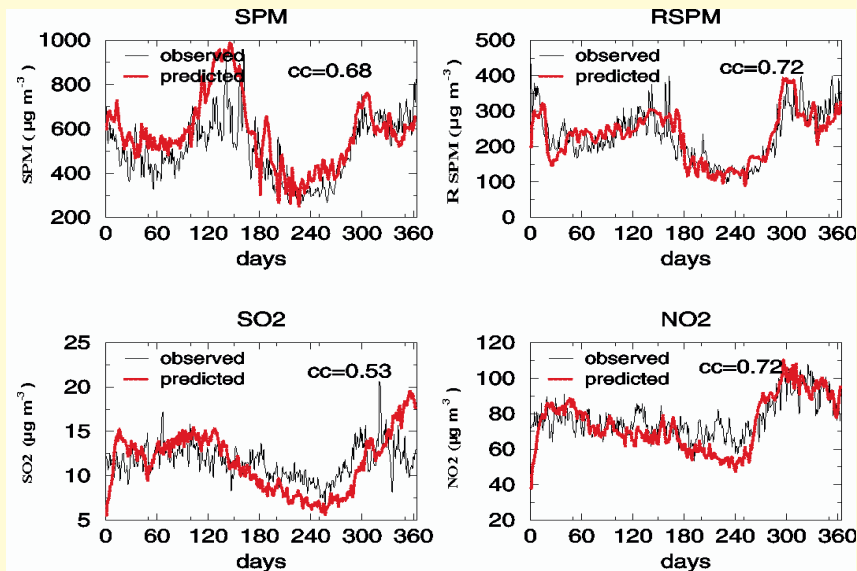 SPM
1000
800
600
400
200
SPM ( µg m-3)
observed
predicted
cc=0.68
0 60 120 180 240 300 360
days
RSPM
500
400
300
200
100
0
R SPM ( µg m-3)
observed
predicted
cc=0.72
0 60 120 180 240 300 360
days
SO2
25
20
15
10
5
SO2 (µg m-3)
observed
predicted
cc=0.53
0 60 120 180 240 300 360
days
NO2
120
100
80
60
40
20
NO2 (µg m-3)
observed
predicted
cc=0.72
0 60 120 180 240 300 360
days